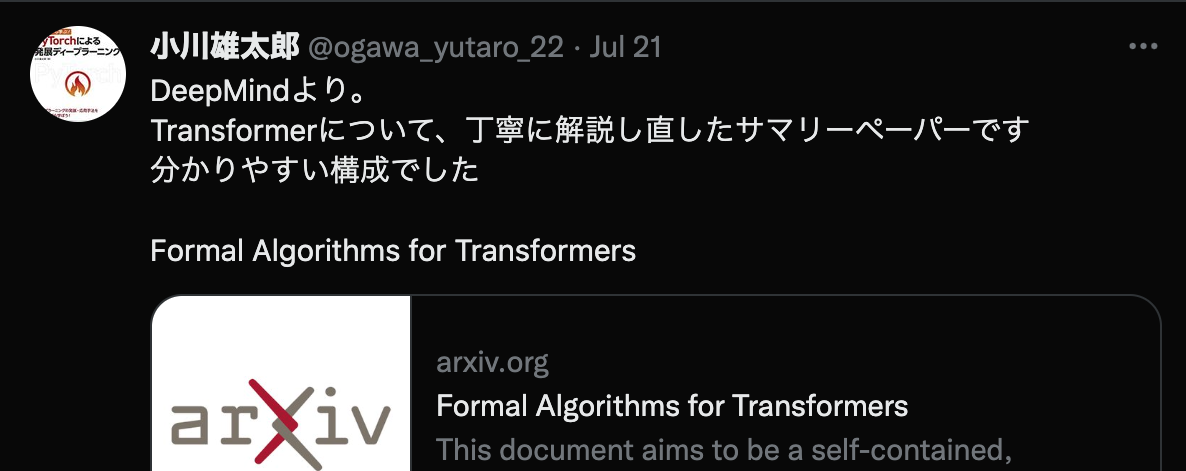 PyTorchによる
発展ディープラーニング
小川雄太郎 @ogawa_yutaro_22 · Jul 21
DeepMindより。
Transformerについて、丁寧に解説し直したサマリーペーパーです
分かりやすい構成でした
Formal Algorithms for Transformers
arXiv
arxiv.org
Formal Algorithms for Transformers
This document aims to be a self-contained,